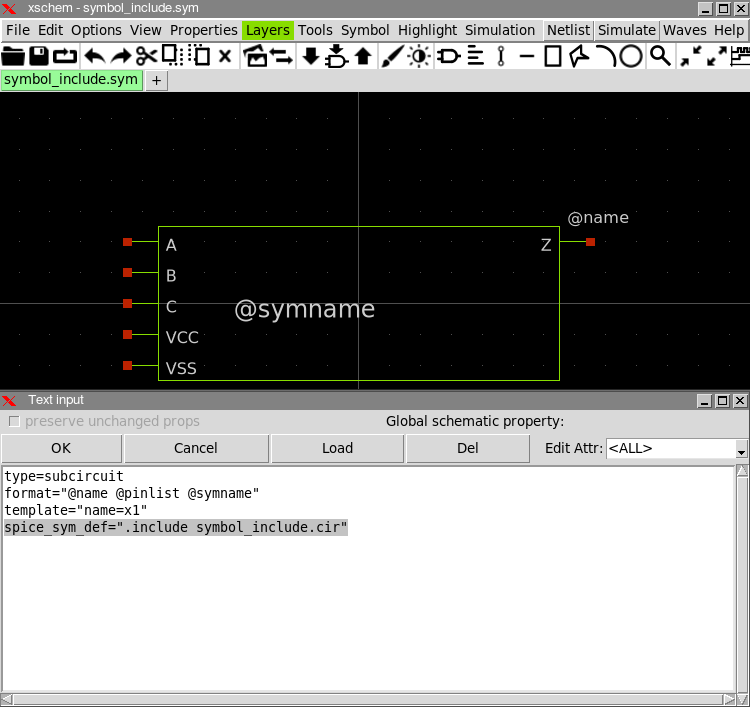 xschem - symbol_include.sym
File Edit Options View Properties Layers Tools Symbol Highlight Simulation Netlist Simulate Waves Help
symbol_include.sym +
@name
A Z
B
C
@symname
VCC
VSS
Text input
preserve unchanged props Global schematic property:
OK Cancel Load Del Edit Attr: <ALL>
type=subcircuit
format="@name @pinlist @symname"
template="name=x1"
spice_sym_def=".include symbol_include.cir"